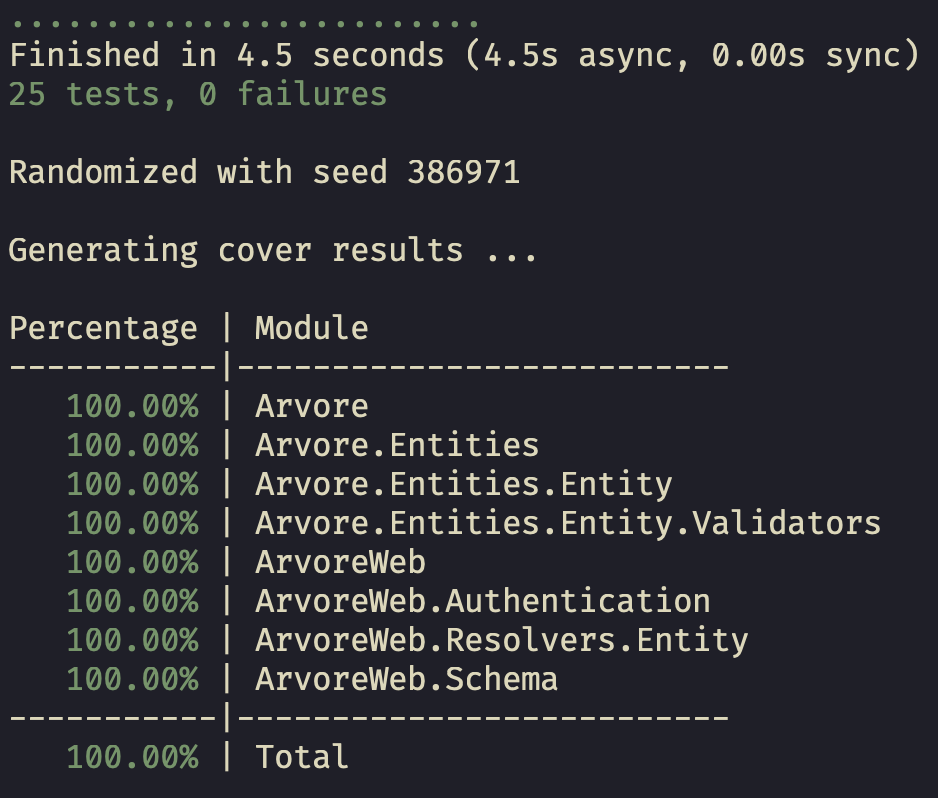 .........................
Finished in 4.5 seconds (4.5s async, 0.00s sync)
25 tests, 0 failures

Randomized with seed 386971

Generating cover results ...

Percentage | Module
-----------|--------------------------
   100.00% | Arvore
   100.00% | Arvore.Entities
   100.00% | Arvore.Entities.Entity
   100.00% | Arvore.Entities.Entity.Validators
   100.00% | ArvoreWeb
   100.00% | ArvoreWeb.Authentication
   100.00% | ArvoreWeb.Resolvers.Entity
   100.00% | ArvoreWeb.Schema
-----------|--------------------------
   100.00% | Total